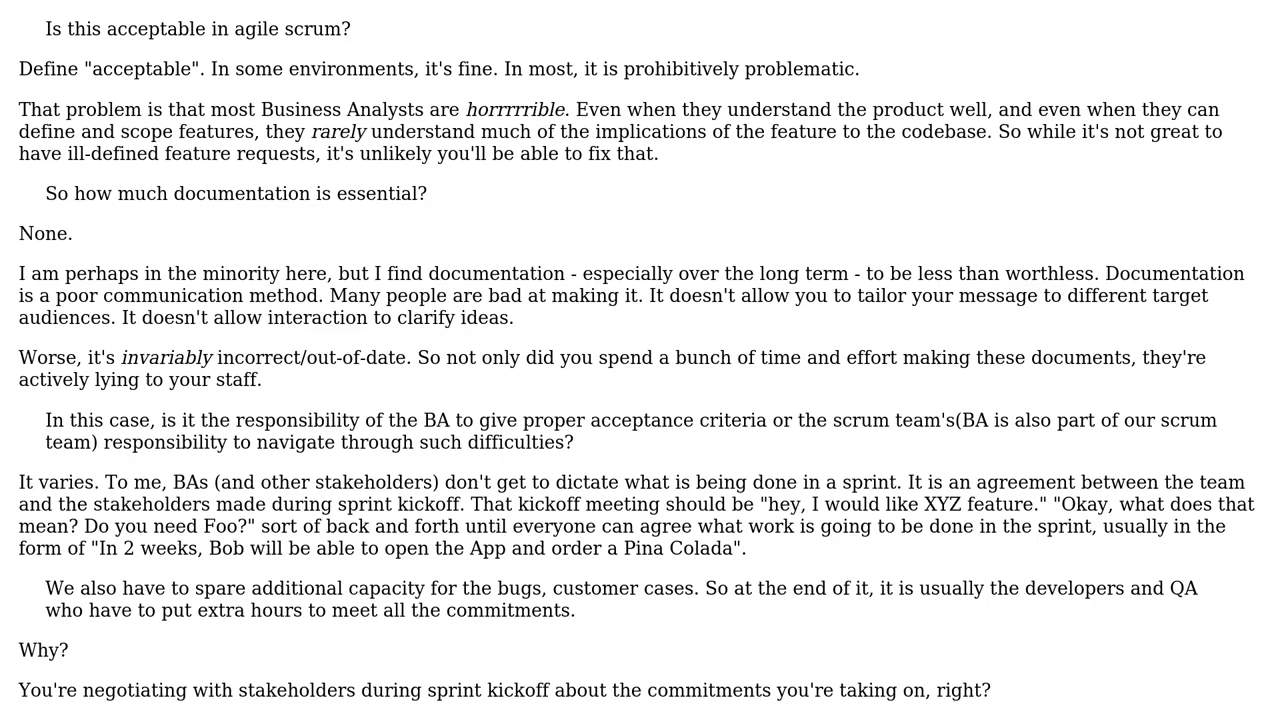 Is this acceptable in agile scrum?
Define "acceptable". In some environments, it's fine. In most, it is prohibitively problematic.
That problem is that most Business Analysts are horrrrrible. Even when they understand the product well, and even when they can
define and scope features, they rarely understand much of the implications of the feature to the codebase. So while it's not great to
have ill-defined feature requests, it's unlikely you'll be able to fix that.
So how much documentation is essential?
None.
I am perhaps in the minority here, but I find documentation - especially over the long term - to be less than worthless. Documentation
is a poor communication method. Many people are bad at making it. It doesn't allow you to tailor your message to different target
audiences. It doesn't allow interaction to clarify ideas.
Worse, it's invariably incorrect/out-of-date. So not only did you spend a bunch of time and effort making these documents, they're
actively lying to your staff.
In this case, is it the responsibility of the BA to give proper acceptance criteria or the scrum team's(BA is also part of our scrum
team) responsibility to navigate through such difficulties?
It varies. To me, BAs (and other stakeholders) don't get to dictate what is being done in a sprint. It is an agreement between the team
and the stakeholders made during sprint kickoff. That kickoff meeting should be "hey, I would like XYZ feature." "Okay, what does that
mean? Do you need Foo?" sort of back and forth until everyone can agree what work is going to be done in the sprint, usually in the
form of "In 2 weeks, Bob will be able to open the App and order a Pina Colada".
We also have to spare additional capacity for the bugs, customer cases. So at the end of it, it is usually the developers and QA
who have to put extra hours to meet all the commitments.
Why?
You're negotiating with stakeholders during sprint kickoff about the commitments you're taking on, right?